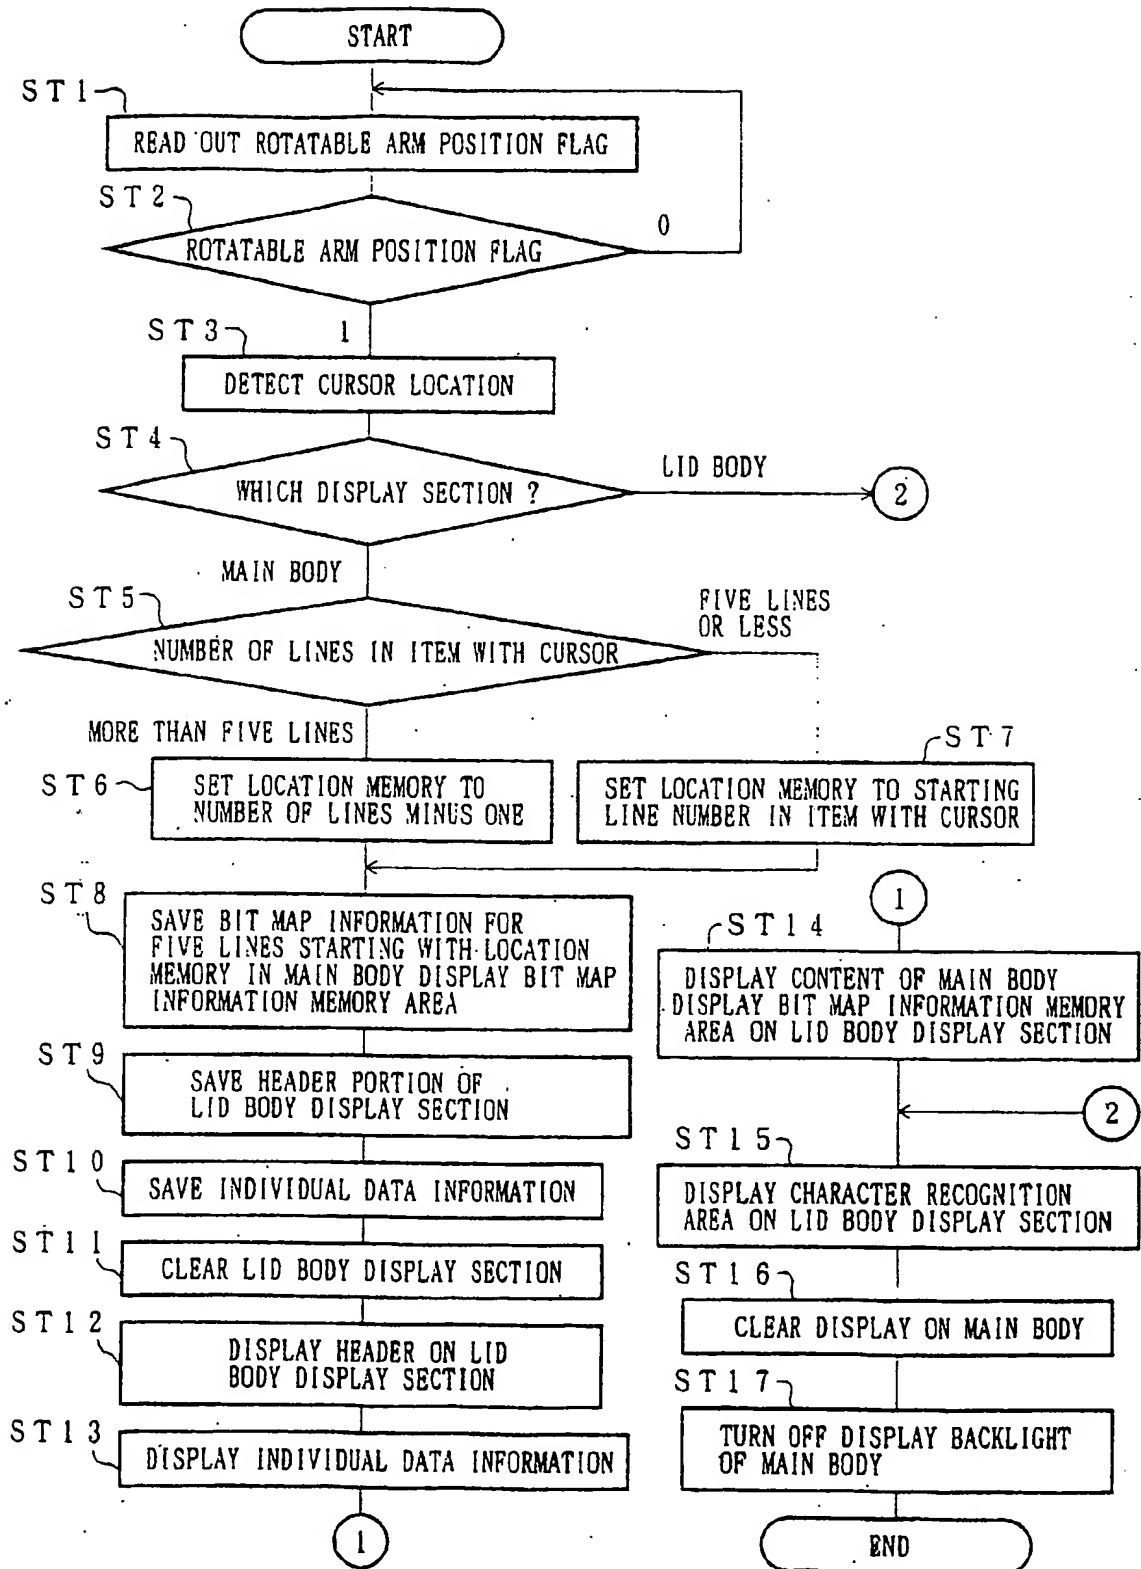 START
ST1
READ OUT ROTATABLE ARM POSITION FLAG
ST2
ROTATABLE ARM POSITION FLAG
0
1
ST3
DETECT CURSOR LOCATION
ST4
WHICH DISPLAY SECTION ?
LID BODY
2
MAIN BODY
ST5
NUMBER OF LINES IN ITEM WITH CURSOR
FIVE LINES
OR LESS
MORE THAN FIVE LINES
ST6
SET LOCATION MEMORY TO
NUMBER OF LINES MINUS ONE
ST7
SET LOCATION MEMORY TO STARTING
LINE NUMBER IN ITEM WITH CURSOR
ST8
SAVE BIT MAP INFORMATION FOR
FIVE LINES STARTING WITH LOCATION
MEMORY IN MAIN BODY DISPLAY BIT MAP
INFORMATION MEMORY AREA
ST9
SAVE HEADER PORTION OF
LID BODY DISPLAY SECTION
ST10
SAVE INDIVIDUAL DATA INFORMATION
ST11
CLEAR LID BODY DISPLAY SECTION
ST12
DISPLAY HEADER ON LID
BODY DISPLAY SECTION
ST13
DISPLAY INDIVIDUAL DATA INFORMATION
1
1
ST14
DISPLAY CONTENT OF MAIN BODY
DISPLAY BIT MAP INFORMATION MEMORY
AREA ON LID BODY DISPLAY SECTION
2
ST15
DISPLAY CHARACTER RECOGNITION
AREA ON LID BODY DISPLAY SECTION
ST16
CLEAR DISPLAY ON MAIN BODY
ST17
TURN OFF DISPLAY BACKLIGHT
OF MAIN BODY
END